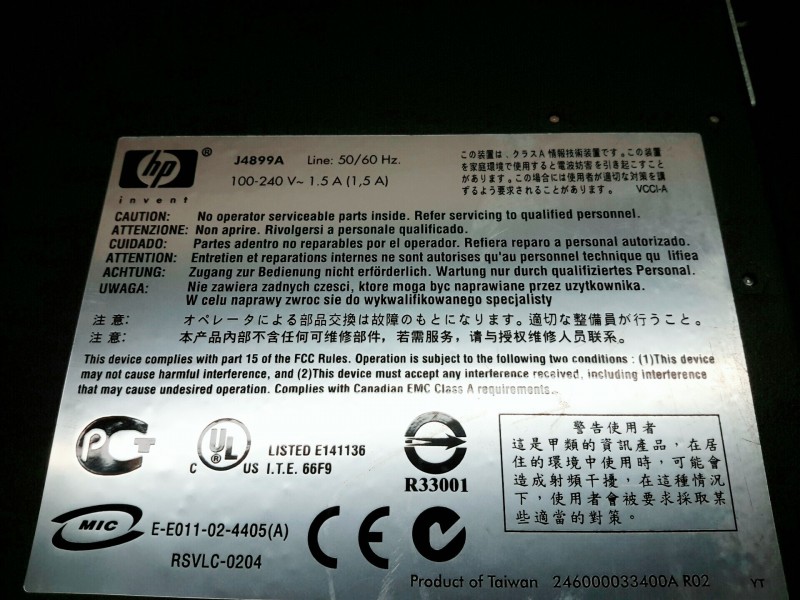 hp ®
invent
J4899A Line: 50/60 Hz.
100-240 V~ 1.5 A (1,5 A)
この装置は、クラスA情報技術装置です。この装置
を家庭環境で使用すると電波妨害を引き起こすこと
があります。この場合には使用者が適切な対策を講
ずるよう要求されることがあります。 VCCI-A
CAUTION: No operator serviceable parts inside. Refer servicing to qualified personnel.
ATTENZIONE: Non aprire. Rivolgersi a personale qualificado.
CUIDADO: Partes adentro no reparables por el operador. Refiera reparo a personal autorizado.
ATTENTION: Entretien et reparations internes ne sont autorises qu'au personnel technique qu lifiea
ACHTUNG: Zugang zur Bedienung nicht erförderlich. Wartung nur durch qualifiziertes Personal.
UWAGA: Nie zawiera zadnych czesci, ktore moga byc naprawiane przez uzytkownika.
W celu naprawy zwroc sie do wykwalifikowanego specjalisty
注意: オペレータによる部品交換は故障のもとになります。適切な整備員が行うこと。
注意: 本产品内部不含任何可维修部件，若需服务，请与授权维修人员联系。
This device complies with part 15 of the FCC Rules. Operation is subject to the following two conditions : (1)This device
may not cause harmful interference, and (2)This device must accept any interference received, including interference
that may cause undesired operation. Complies with Canadian EMC Class A requirements.
PCT
C UL ® US
LISTED E141136
I.T.E. 66F9
R33001
警告使用者
這是甲類的資訊產品，在居
住的環境中使用時，可能會
造成射頻干擾，在這種情況
下，使用者會被要求採取某
些適當的對策。
MIC E-E011-02-4405(A)
RSVLC-0204
CE
Product of Taiwan 246000033400A R02 YT